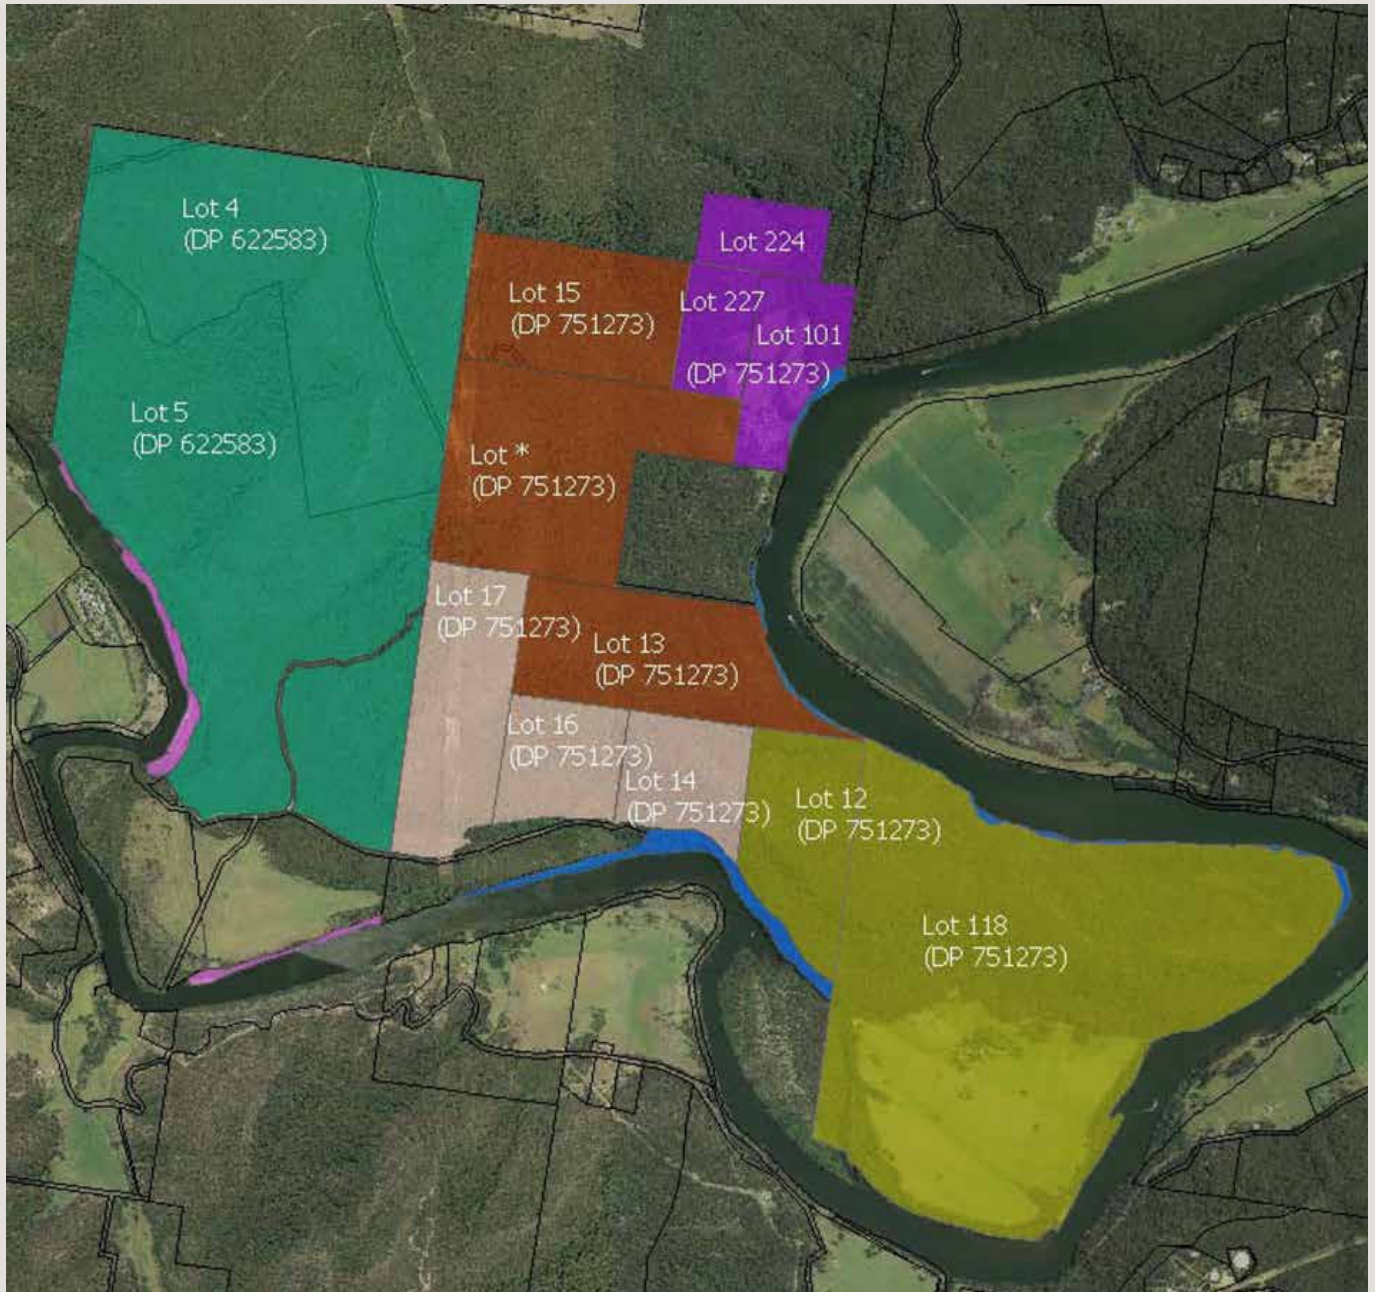 Lot 4
(DP 622583)
Lot 224
Lot 15
(DP 751273)
Lot 227
Lot 101
(DP 751273)
Lot 5
(DP 622583)
Lot *
(DP 751273)
Lot 17
(DP 751273)
Lot 13
(DP 751273)
Lot 16
(DP 751273)
Lot 14
(DP 751273)
Lot 12
(DP 751273)
Lot 118
(DP 751273)